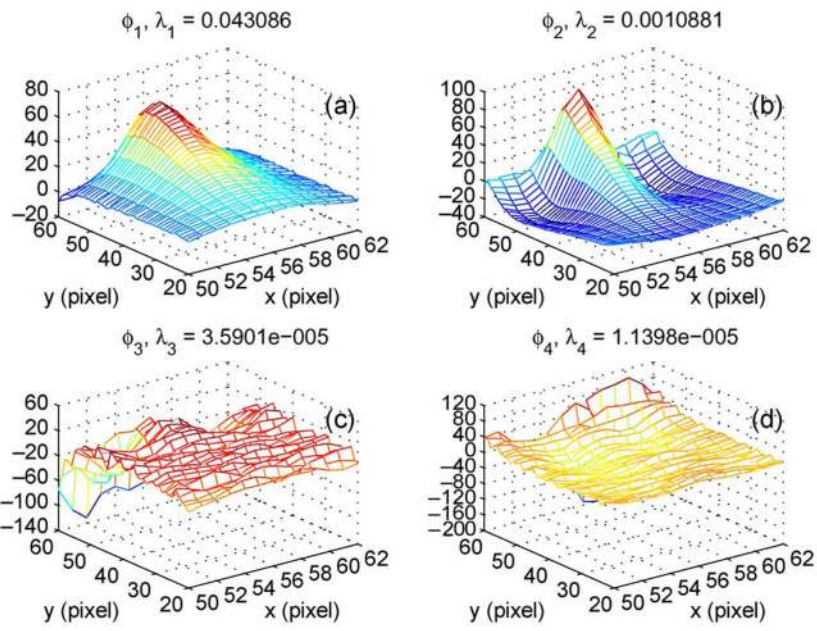 ϕ1, λ1 = 0.043086
ϕ2, λ2 = 0.0010881
80
60
40
20
0
−20
(a)
60
50
40
30
20
y (pixel)
50 52 54 56 58 60 62
x (pixel)
100
80
60
40
20
0
−20
−40
(b)
60
50
40
30
20
y (pixel)
50 52 54 56 58 60 62
x (pixel)
ϕ3, λ3 = 3.5901e−005
ϕ4, λ4 = 1.1398e−005
60
20
−20
−60
−100
−140
(c)
60
50
40
30
20
y (pixel)
50 52 54 56 58 60 62
x (pixel)
120
80
40
0
−40
−80
−120
−160
−200
(d)
60
50
40
30
20
y (pixel)
50 52 54 56 58 60 62
x (pixel)